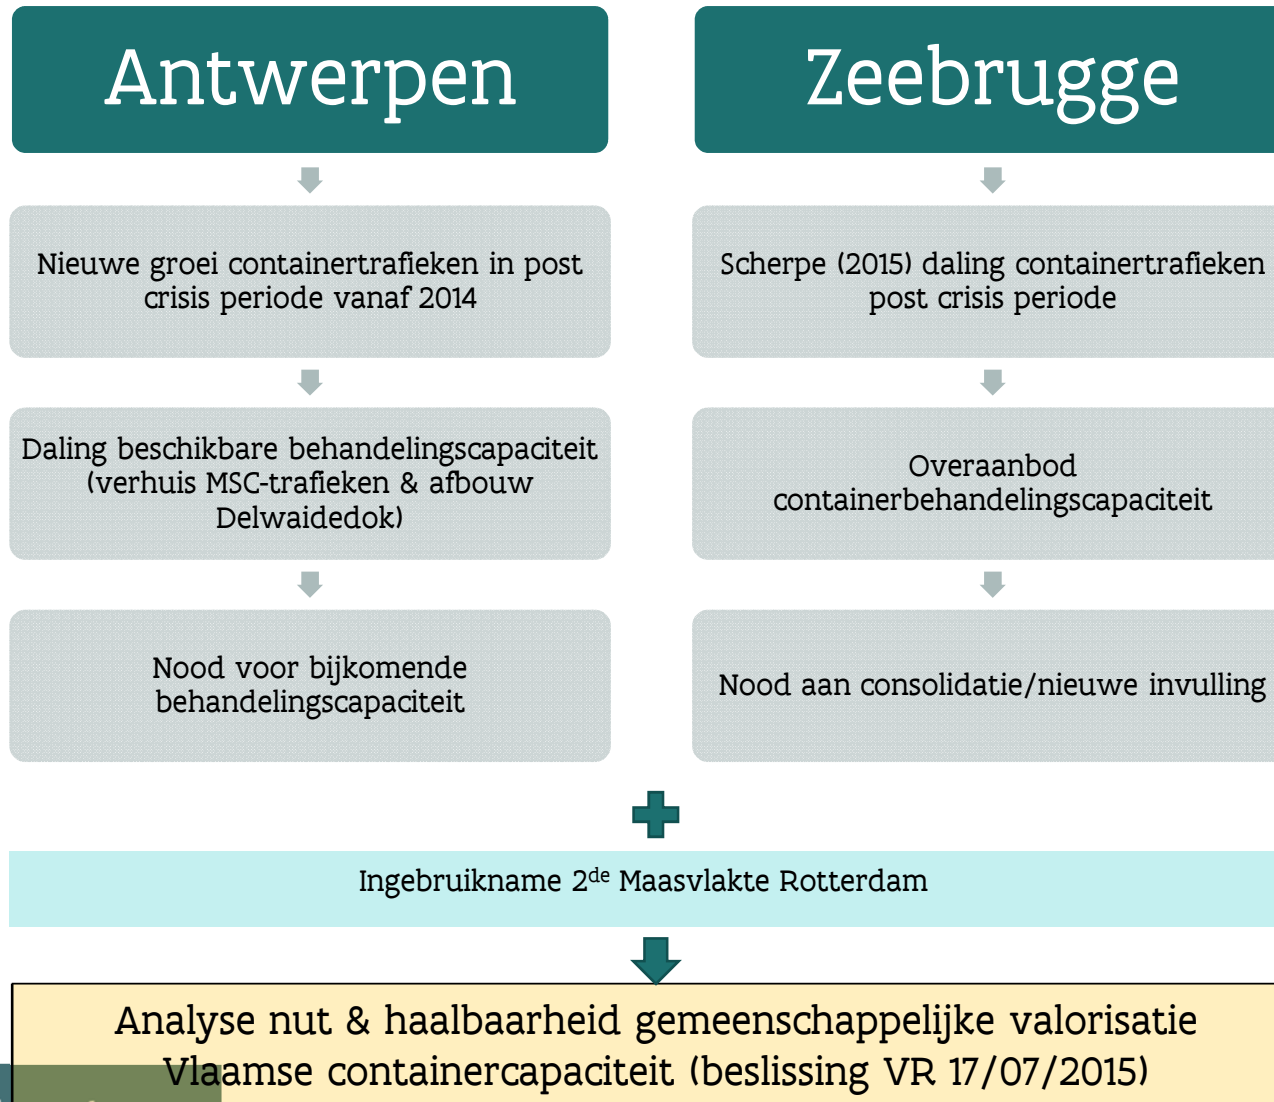 Antwerpen
Nieuwe groei containertrafieken in post
crisis periode vanaf 2014
Daling beschikbare behandelingscapaciteit
(verhuis MSC-trafieken & afbouw
Delwaidedok)
Nood voor bijkomende
behandelingscapaciteit
Zeebrugge
Scherpe (2015) daling containertrafieken
post crisis periode
Overaanbod
containerbehandelingscapaciteit
Nood aan consolidatie/nieuwe invulling
Ingebruikname 2de Maasvlakte Rotterdam
Analyse nut & haalbaarheid gemeenschappelijke valorisatie
Vlaamse containercapaciteit (beslissing VR 17/07/2015)